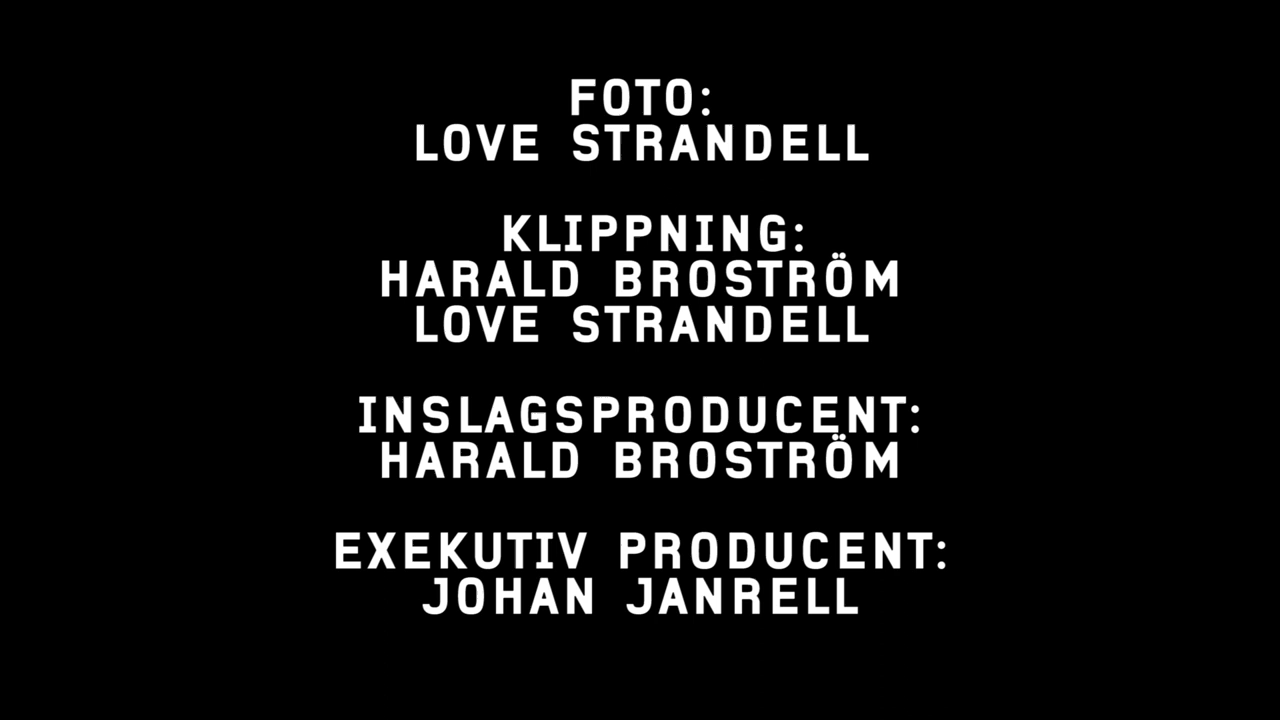 FOTO:
LOVE STRANDELL
KLIPPNING:
HARALD BROSTRÖM
LOVE STRANDELL
INSLAGSPRODUCENT:
HARALD BROSTRÖM
EXEKUTIV PRODUCENT:
JOHAN JANRELL